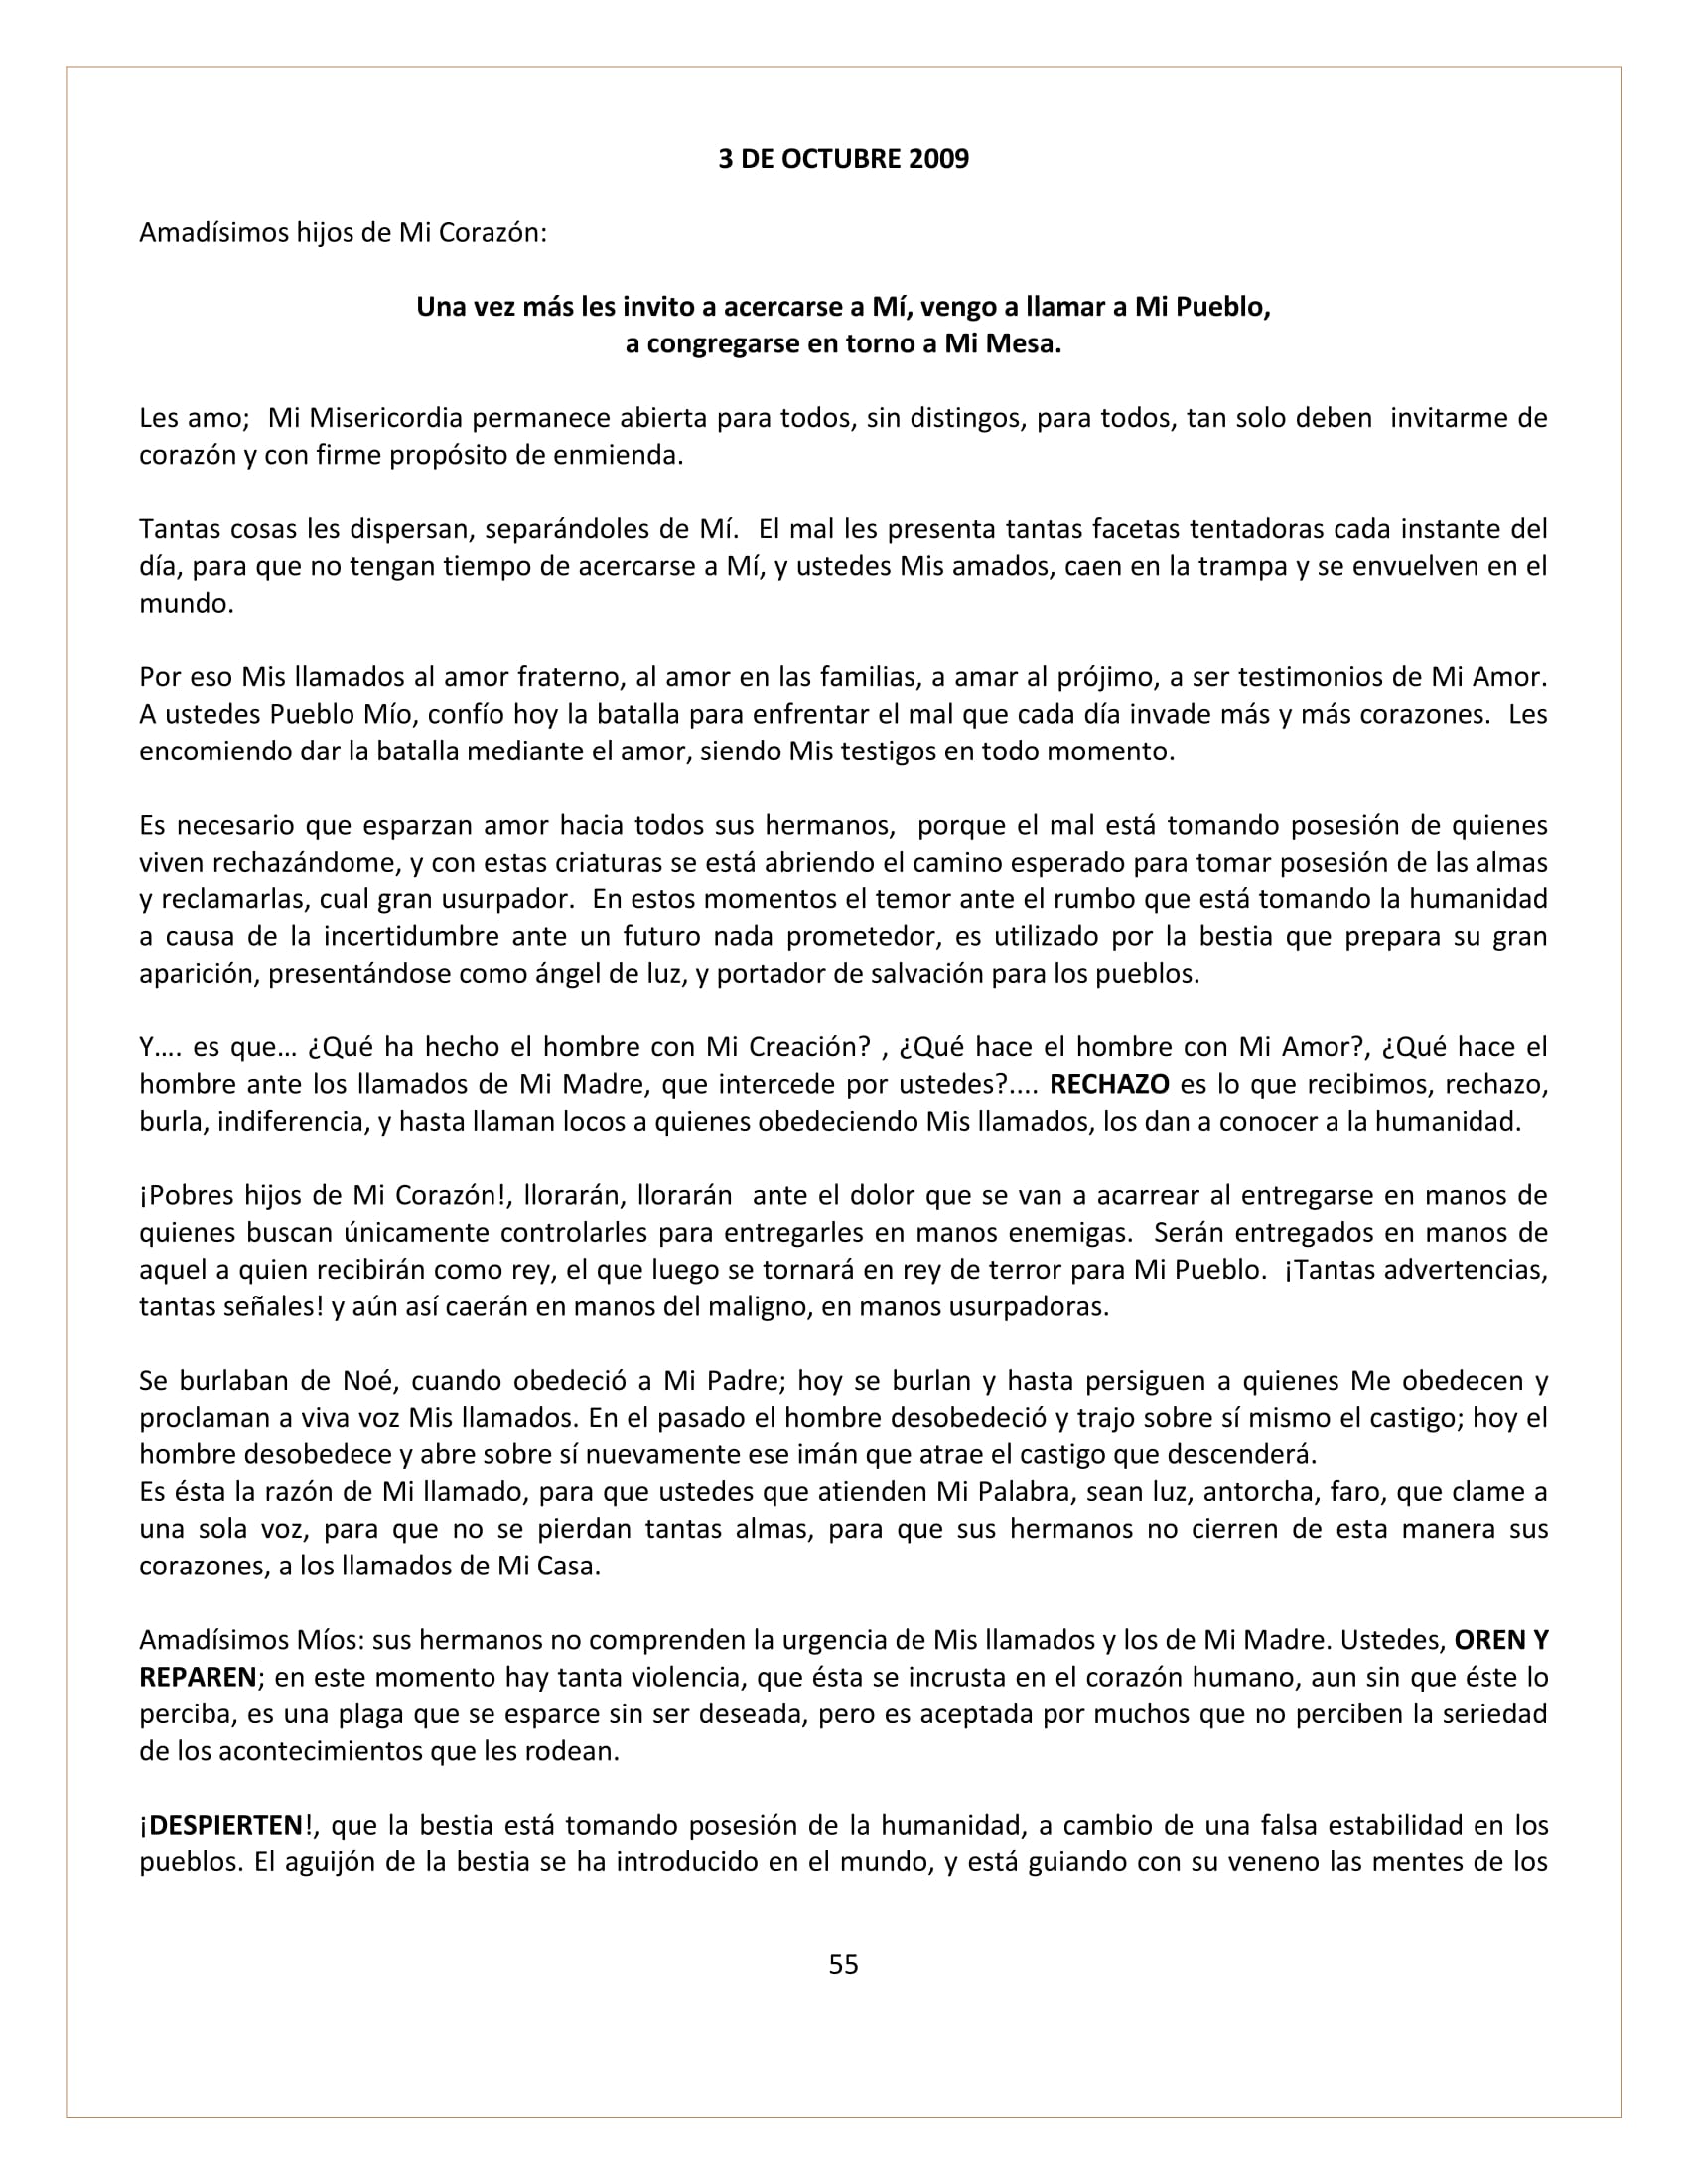 3 DE OCTUBRE 2009
Amadísimos hijos de Mi Corazón:
Una vez más les invito a acercarse a Mí, vengo a llamar a Mi Pueblo,
a congregarse en torno a Mi Mesa.
Les amo;  Mi Misericordia permanece abierta para todos, sin distingos, para todos, tan solo deben  invitarme de
corazón y con firme propósito de enmienda.
Tantas cosas les dispersan, separándoles de Mí.  El mal les presenta tantas facetas tentadoras cada instante del
día, para que no tengan tiempo de acercarse a Mí, y ustedes Mis amados, caen en la trampa y se envuelven en el
mundo.
Por eso Mis llamados al amor fraterno, al amor en las familias, a amar al prójimo, a ser testimonios de Mi Amor.
A ustedes Pueblo Mío, confío hoy la batalla para enfrentar el mal que cada día invade más y más corazones.  Les
encomiendo dar la batalla mediante el amor, siendo Mis testigos en todo momento.
Es necesario que esparzan amor hacia todos sus hermanos,  porque el mal está tomando posesión de quienes
viven rechazándome, y con estas criaturas se está abriendo el camino esperado para tomar posesión de las almas
y reclamarlas, cual gran usurpador.  En estos momentos el temor ante el rumbo que está tomando la humanidad
a causa de la incertidumbre ante un futuro nada prometedor, es utilizado por la bestia que prepara su gran
aparición, presentándose como ángel de luz, y portador de salvación para los pueblos.
Y…. es que… ¿Qué ha hecho el hombre con Mi Creación? , ¿Qué hace el hombre con Mi Amor?, ¿Qué hace el
hombre ante los llamados de Mi Madre, que intercede por ustedes?.... RECHAZO es lo que recibimos, rechazo,
burla, indiferencia, y hasta llaman locos a quienes obedeciendo Mis llamados, los dan a conocer a la humanidad.
¡Pobres hijos de Mi Corazón!, llorarán, llorarán  ante el dolor que se van a acarrear al entregarse en manos de
quienes buscan únicamente controlarles para entregarles en manos enemigas.  Serán entregados en manos de
aquel a quien recibirán como rey, el que luego se tornará en rey de terror para Mi Pueblo.  ¡Tantas advertencias,
tantas señales! y aún así caerán en manos del maligno, en manos usurpadoras.
Se burlaban de Noé, cuando obedeció a Mi Padre; hoy se burlan y hasta persiguen a quienes Me obedecen y
proclaman a viva voz Mis llamados. En el pasado el hombre desobedeció y trajo sobre sí mismo el castigo; hoy el
hombre desobedece y abre sobre sí nuevamente ese imán que atrae el castigo que descenderá.
Es ésta la razón de Mi llamado, para que ustedes que atienden Mi Palabra, sean luz, antorcha, faro, que clame a
una sola voz, para que no se pierdan tantas almas, para que sus hermanos no cierren de esta manera sus
corazones, a los llamados de Mi Casa.
Amadísimos Míos: sus hermanos no comprenden la urgencia de Mis llamados y los de Mi Madre. Ustedes, OREN Y
REPAREN; en este momento hay tanta violencia, que ésta se incrusta en el corazón humano, aun sin que éste lo
perciba, es una plaga que se esparce sin ser deseada, pero es aceptada por muchos que no perciben la seriedad
de los acontecimientos que les rodean.
¡DESPIERTEN!, que la bestia está tomando posesión de la humanidad, a cambio de una falsa estabilidad en los
pueblos. El aguijón de la bestia se ha introducido en el mundo, y está guiando con su veneno las mentes de los
55